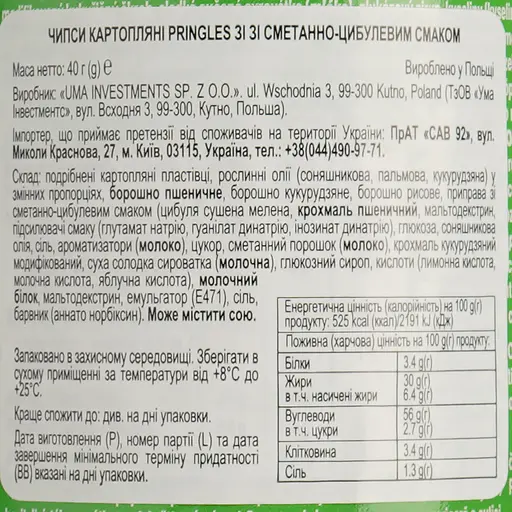 ЧИПСИ КАРТОПЛЯНІ PRINGLES ЗІ ЗІ СМЕТАННО-ЦИБУЛЕВИМ СМАКОМ
Маса нетто: 40 г (g) ℮ Вироблено у Польщі
Виробник: «UMA INVESTMENTS SP. Z O.O.». ul. Wschodnia 3, 99-300 Kutno, Poland (ТзОВ «Ума
Інвестментс», вул. Всходня 3, 99-300, Кутно, Польша).
Імпортер, що приймає претензії від споживачів на території України: ПрАТ «САВ 92», вул.
Миколи Краснова, 27, м. Київ, 03115, Україна, тел.: +38(044)490-97-71.
Склад: подрібнені картопляні пластівці, рослинні олії (соняшникова, пальмова, кукурудзяна) у
змінних пропорціях, борошно пшеничне, борошно кукурудзяне, борошно рисове, приправа зі
сметанно-цибулевим смаком (цибуля сушена мелена, крохмаль пшеничний, мальтодекстрин,
підсилювачі смаку (глутамат натрію, гуанілат динатрію, інозинат динатрію), глюкоза, соняшникова
олія, сіль, ароматизатори (молоко), цукор, сметанний порошок (молоко), крохмаль кукурудзяний
модифікований, суха солодка сироватка (молочна), глюкозний сироп, кислоти (лимонна кислота,
молочна кислота, яблучна кислота), молочний
білок, мальтодекстрин, емульгатор (Е471), сіль,
барвник (аннато норбіксин). Може містити сою.
Запаковано в захисному середовищі. Зберігати в
сухому приміщенні за температури від +8°С до
+25°С.
Краще спожити до: див. на дні упаковки.
Дата виготовлення (Р), номер партії (L) та дата
завершення мінімального терміну придатності
(ВВ) вказані на дні упаковки.
Енергетична цінність (калорійність) на 100 g(г)
продукту: 525 kcal (ккал)/2191 kJ (кДж)
Поживна (харчова) цінність на 100 g(г) продукту:
Білки 3.4 g(г)
Жири 30 g(г)
в т.ч. насичені жири 6.4 g(г)
Вуглеводи 56 g(г)
в т.ч. цукри 2.7 g(г)
Клітковина 3.4 g(г)
Сіль 1.3 g(г)